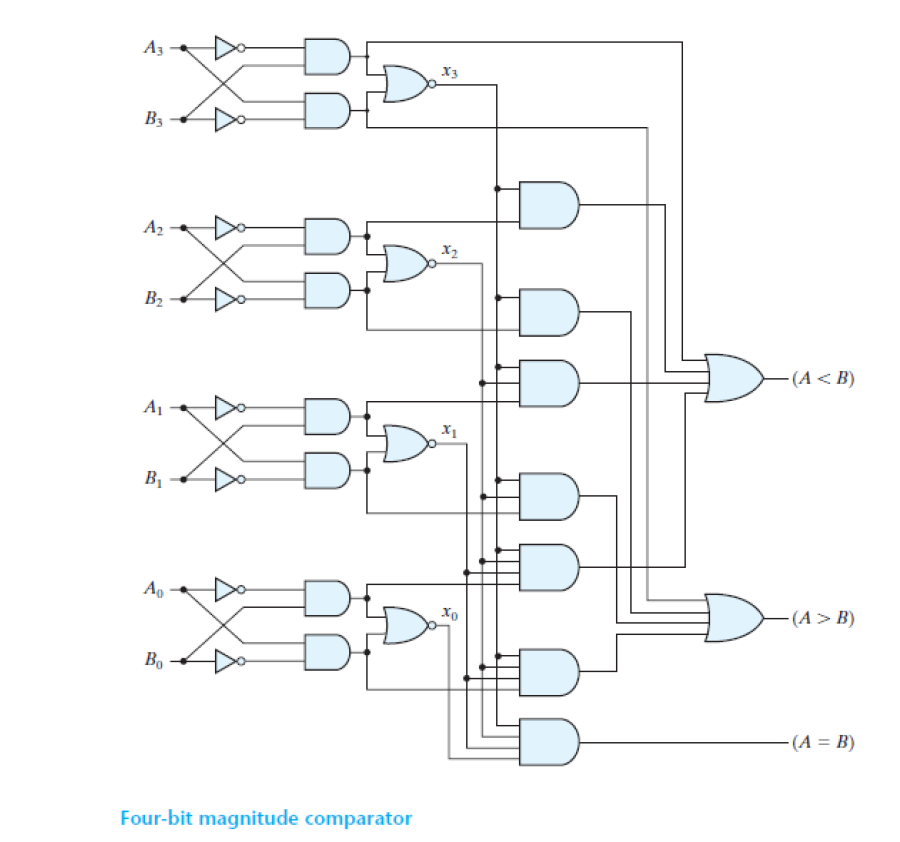 A₃
x₃
B₃
A₂
x₂
B₂
(A < B)
A₁
x₁
B₁
A₀
x₀
(A > B)
B₀
(A = B)
Four-bit magnitude comparator